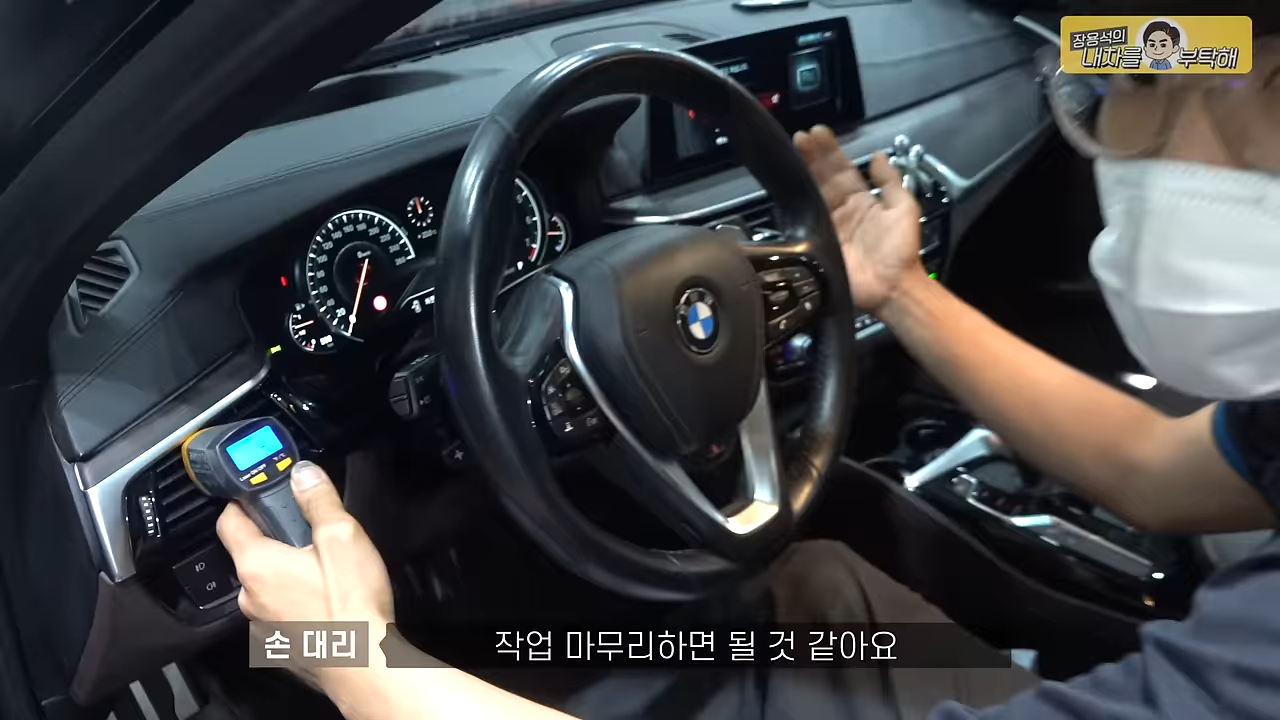 장용석의
내차를 부탁해
손 대리
작업 마무리하면 될 것 같아요